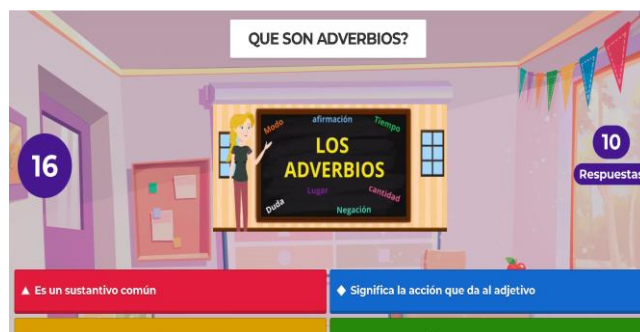 QUE SON ADVERBIOS?
Modo
afirmación
Tiempo
LOS
ADVERBIOS
Lugar
Cantidad
Duda
Negación
16
10
Respuestas
Es un sustantivo común
Significa la acción que da al adjetivo